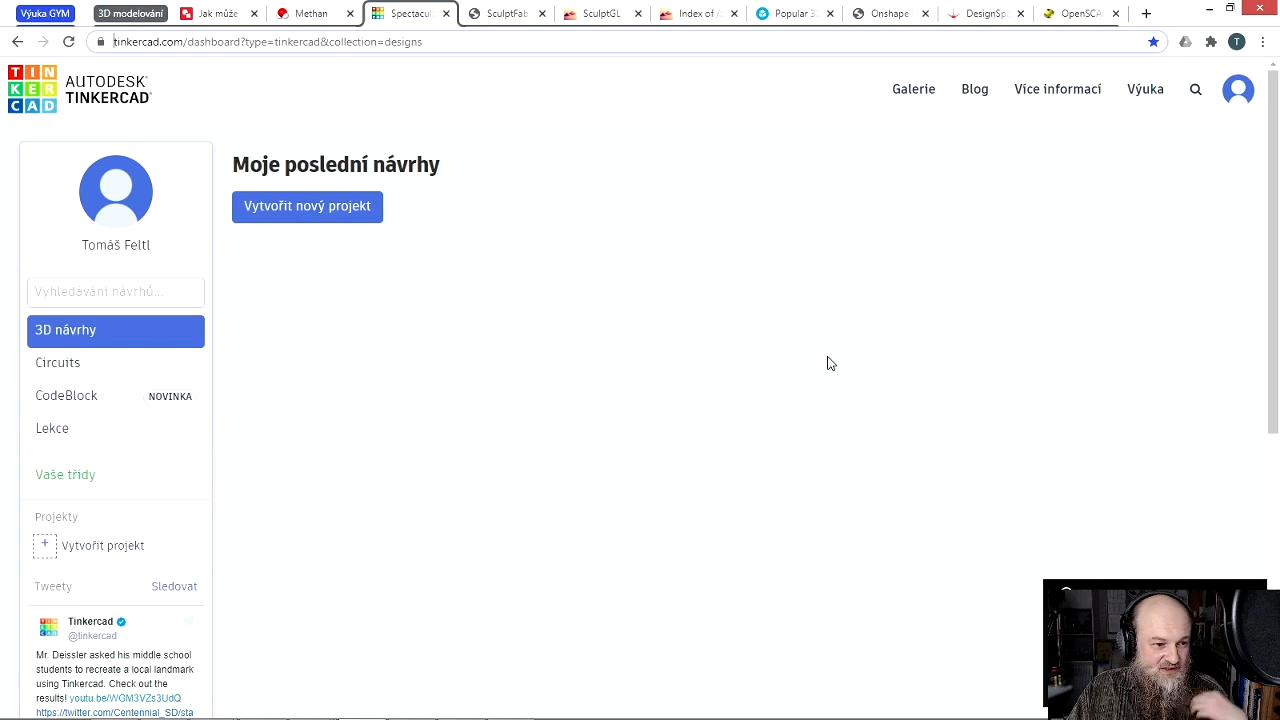 Výuka GYM
3D modelování
Jak může
Methan
Spectacul
SculptFab
SculptGL
Index of
Popular 3
Onshape
DesignSp
OpenSCA
tinkercad.com/dashboard?type=tinkercad&collection=designs
T
TIN
KER
CAD
AUTODESK®
TINKERCAD®
Galerie
Blog
Více informací
Výuka
Tomáš Feltl
Vyhledávání návrhů...
3D návrhy
Circuits
CodeBlock
NOVINKA
Lekce
Vaše třídy
Projekty
+
Vytvořit projekt
Tweety
Sledovat
Tinkercad
@tinkercad
Mr. Deissler asked his middle school
students to recreate a local landmark
using Tinkercad. Check out the
results! youtu.be/WGM3VZs3UdQ
https://twitter.com/Centennial_SD/sta
Moje poslední návrhy
Vytvořit nový projekt